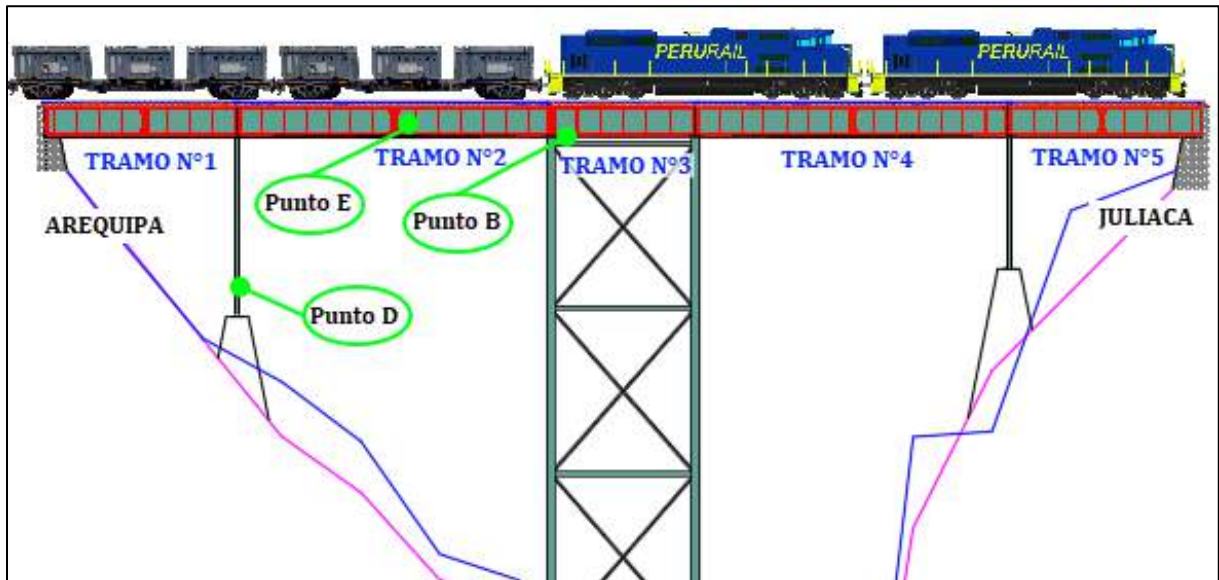 PERURAIL
PERURAIL
TRAMO N°1
TRAMO N°2
TRAMO N°3
TRAMO N°4
TRAMO N°5
Punto E
Punto B
AREQUIPA
JULIACA
Punto D